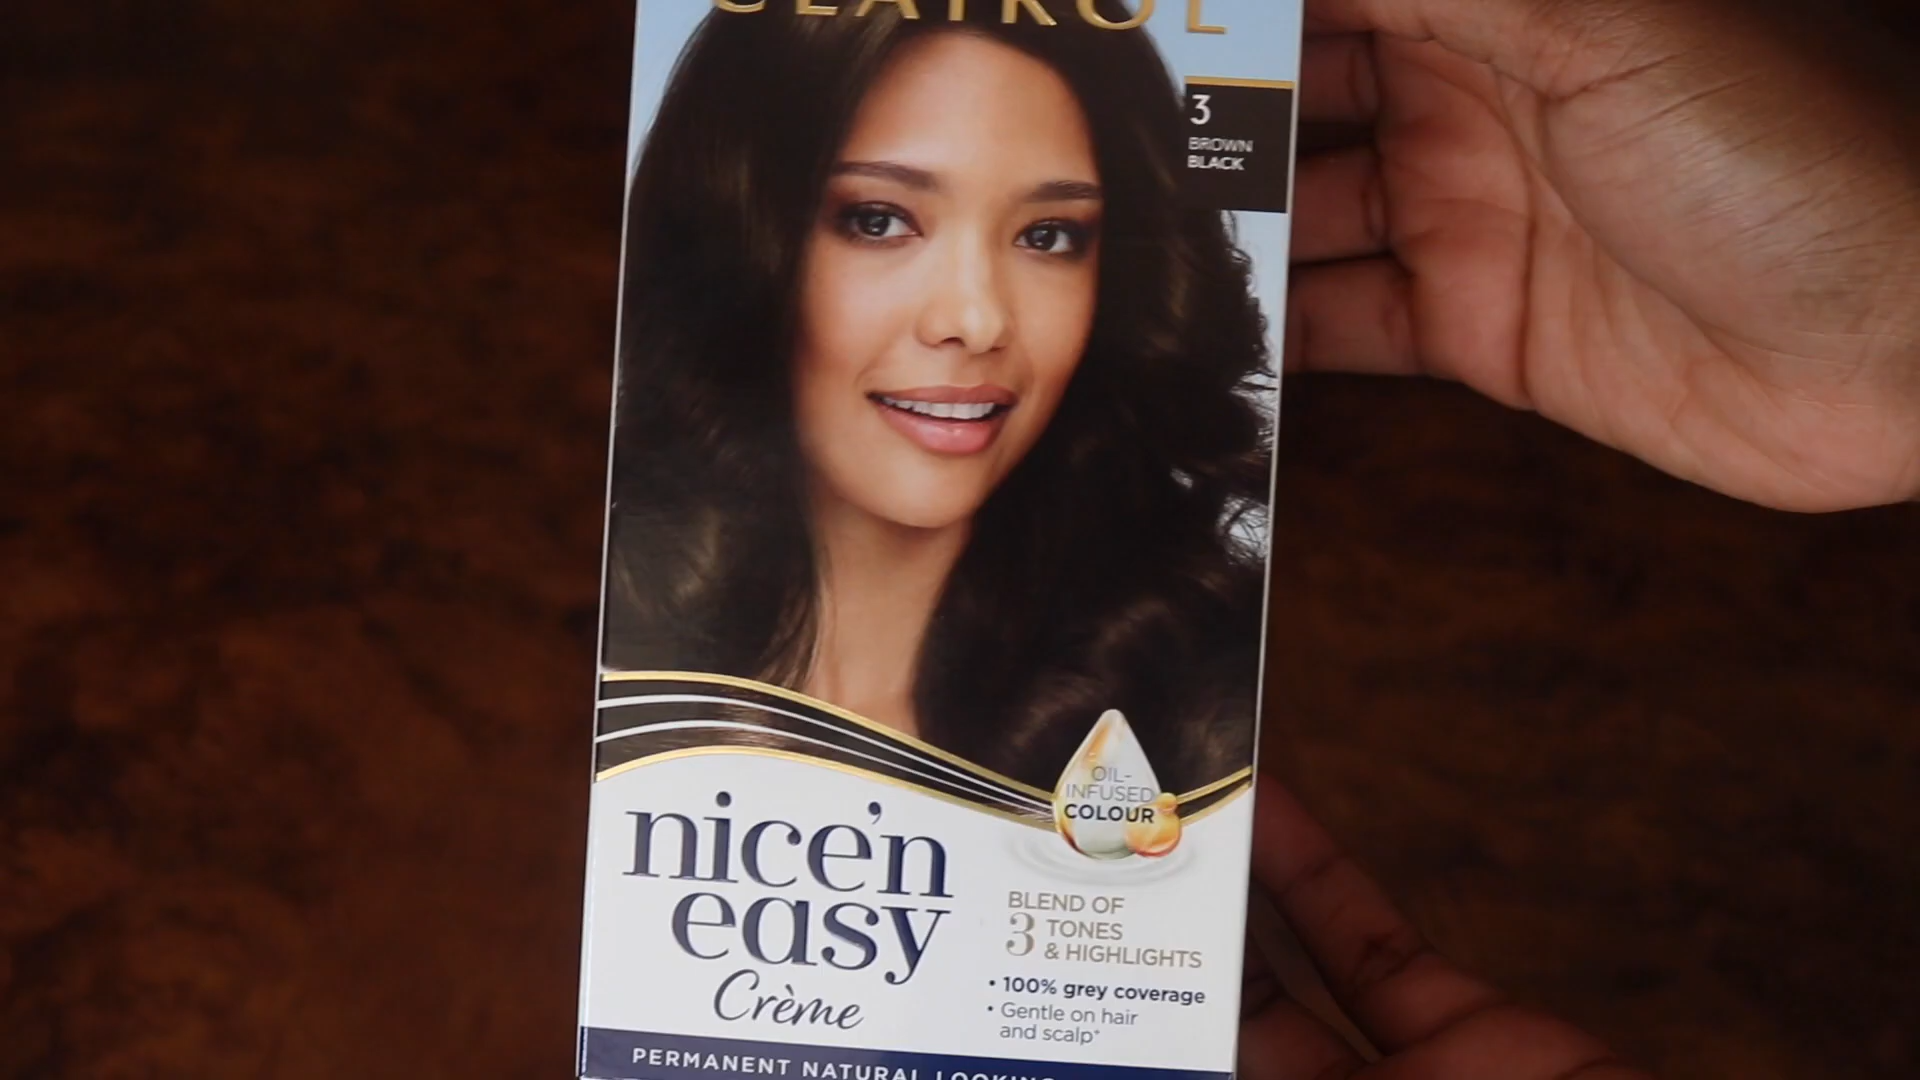 CLAIROL
3
BROWN
BLACK
OIL-
INFUSED
COLOUR
nice'n
easy
Crème
BLEND OF
3 TONES
& HIGHLIGHTS
• 100% grey coverage
• Gentle on hair
and scalp*
PERMANENT NATURAL LOOKING